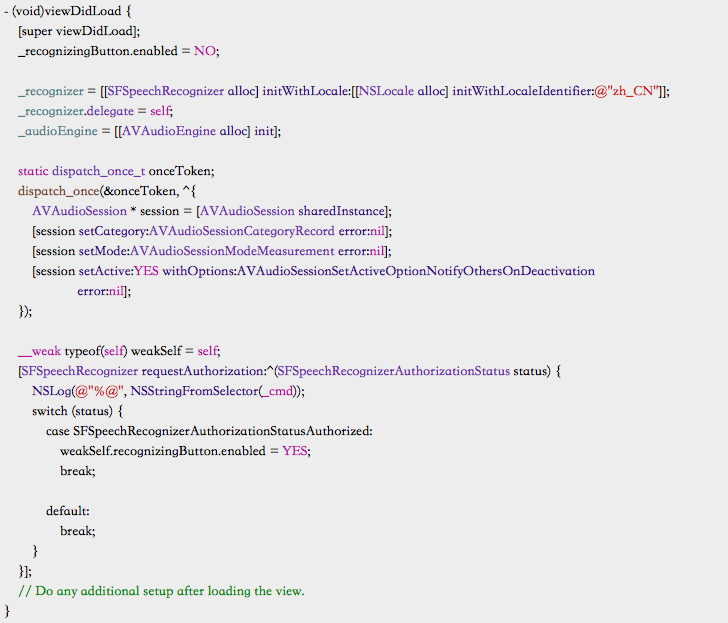 - (void)viewDidLoad {
[super viewDidLoad];
_recognizingButton.enabled = NO;
_recognizer = [[SFSpeechRecognizer alloc] initWithLocale:[[NSLocale alloc] initWithLocaleIdentifier:@"zh_CN"]];
_recognizer.delegate = self;
_audioEngine = [[AVAudioEngine alloc] init];
static dispatch_once_t onceToken;
dispatch_once(&onceToken, ^{
AVAudioSession * session = [AVAudioSession sharedInstance];
[session setCategory:AVAudioSessionCategoryRecord error:nil];
[session setMode:AVAudioSessionModeMeasurement error:nil];
[session setActive:YES withOptions:AVAudioSessionSetActiveOptionNotifyOthersOnDeactivation
error:nil];
});
__weak typeof(self) weakSelf = self;
[SFSpeechRecognizer requestAuthorization:^(SFSpeechRecognizerAuthorizationStatus status) {
NSLog(@"%@", NSStringFromSelector(_cmd));
switch (status) {
case SFSpeechRecognizerAuthorizationStatusAuthorized:
weakSelf.recognizingButton.enabled = YES;
break;
default:
break;
}
}];
// Do any additional setup after loading the view.
}